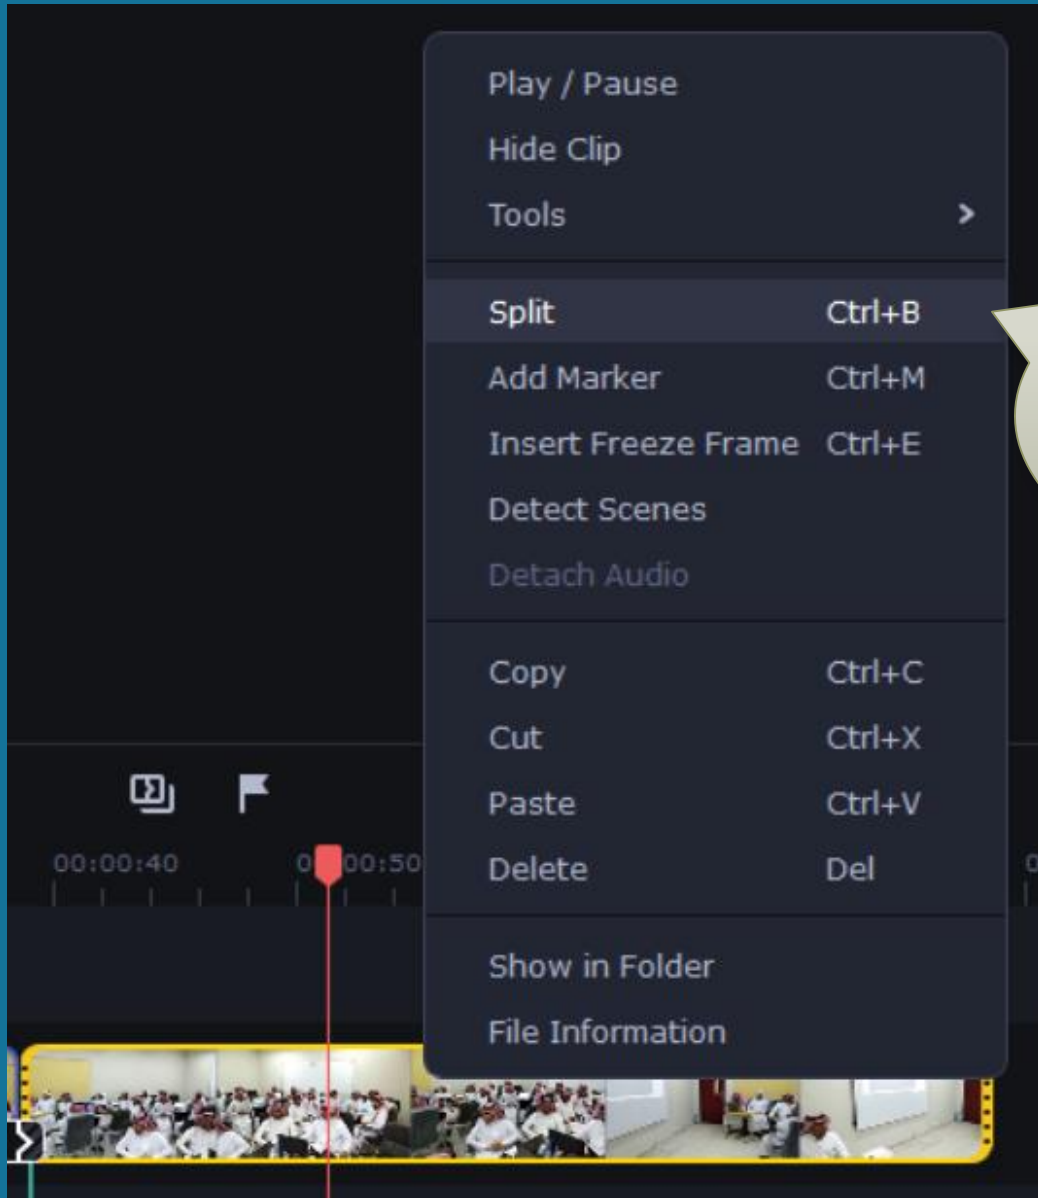 Play / Pause
Hide Clip
Tools
Split Ctrl+B
Add Marker Ctrl+M
Insert Freeze Frame Ctrl+E
Detect Scenes
Detach Audio
Copy Ctrl+C
Cut Ctrl+X
Paste Ctrl+V
00:00:40
Delete Del
Show in Folder
File Information